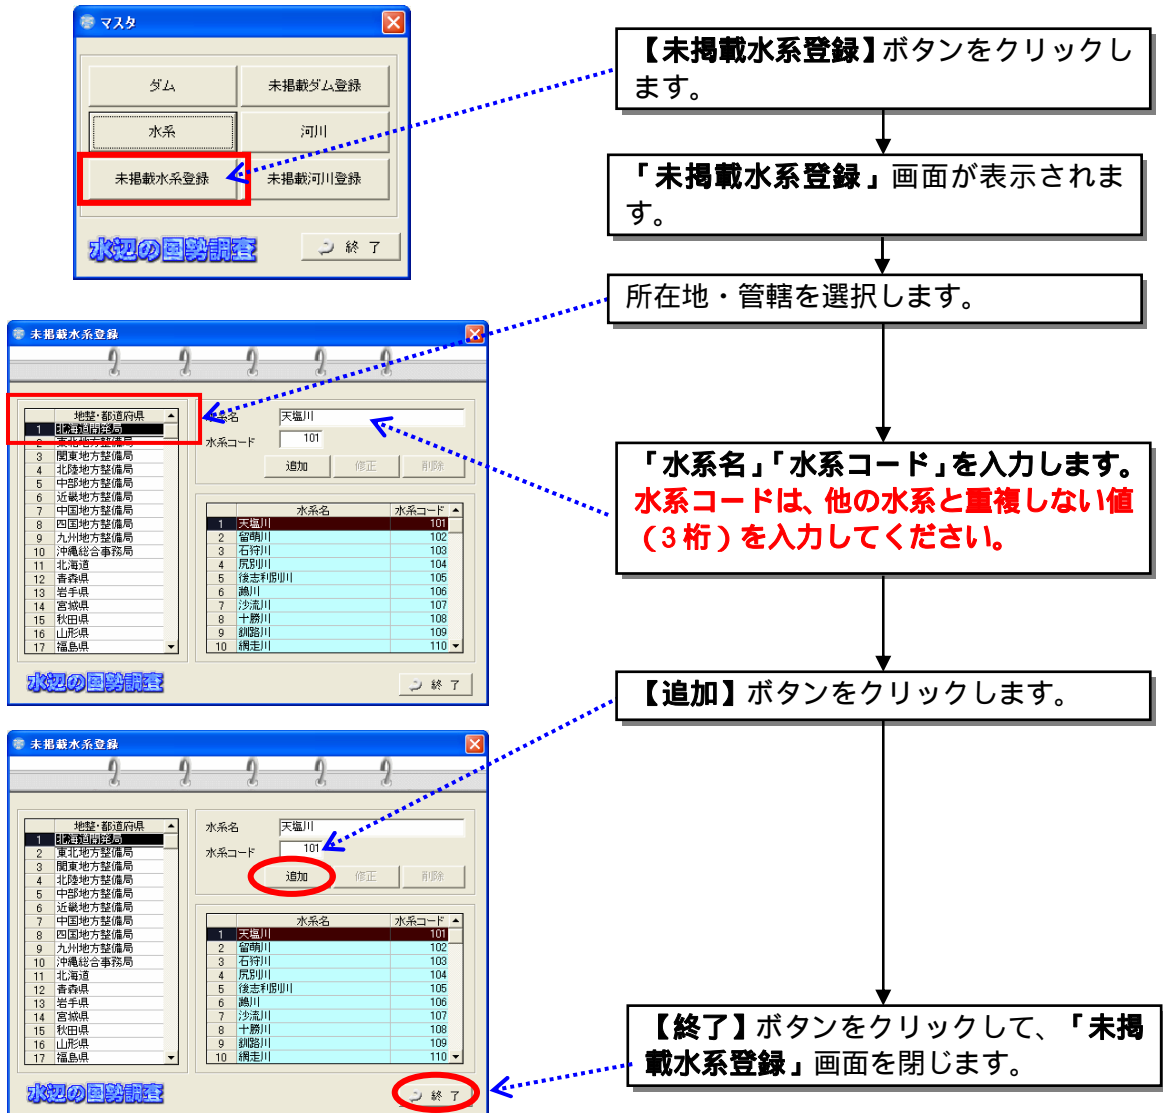 マスタ
ダム
未掲載ダム登録
水系
河川
未掲載水系登録
未掲載河川登録
水辺の国勢調査
終 了
【未掲載水系登録】ボタンをクリックし
ます。
「未掲載水系登録」画面が表示されま
す。
所在地・管轄を選択します。
「水系名」「水系コード」を入力します。
水系コードは、他の水系と重複しない値
（3 桁）を入力してください。
【追加】ボタンをクリックします。
【終了】ボタンをクリックして、「未掲
載水系登録」画面を閉じます。
未掲載水系登録
地整・都道府県
1 北海道開発局
2 東北地方整備局
3 関東地方整備局
4 北陸地方整備局
5 中部地方整備局
6 近畿地方整備局
7 中国地方整備局
8 四国地方整備局
9 九州地方整備局
10 沖縄総合事務局
11 北海道
12 青森県
13 岩手県
14 宮城県
15 秋田県
16 山形県
17 福島県
水系名 天塩川
水系コード 101
追加 修正 削除
水系名 水系コード
1 天塩川 101
2 留萌川 102
3 石狩川 103
4 尻別川 104
5 後志利別川 105
6 鵡川 106
7 沙流川 107
8 十勝川 108
9 釧路川 109
10 網走川 110
水辺の国勢調査
終 了
未掲載水系登録
地整・都道府県
1 北海道開発局
2 東北地方整備局
3 関東地方整備局
4 北陸地方整備局
5 中部地方整備局
6 近畿地方整備局
7 中国地方整備局
8 四国地方整備局
9 九州地方整備局
10 沖縄総合事務局
11 北海道
12 青森県
13 岩手県
14 宮城県
15 秋田県
16 山形県
17 福島県
水系名 天塩川
水系コード 101
追加 修正 削除
水系名 水系コード
1 天塩川 101
2 留萌川 102
3 石狩川 103
4 尻別川 104
5 後志利別川 105
6 鵡川 106
7 沙流川 107
8 十勝川 108
9 釧路川 109
10 網走川 110
水辺の国勢調査
終 了